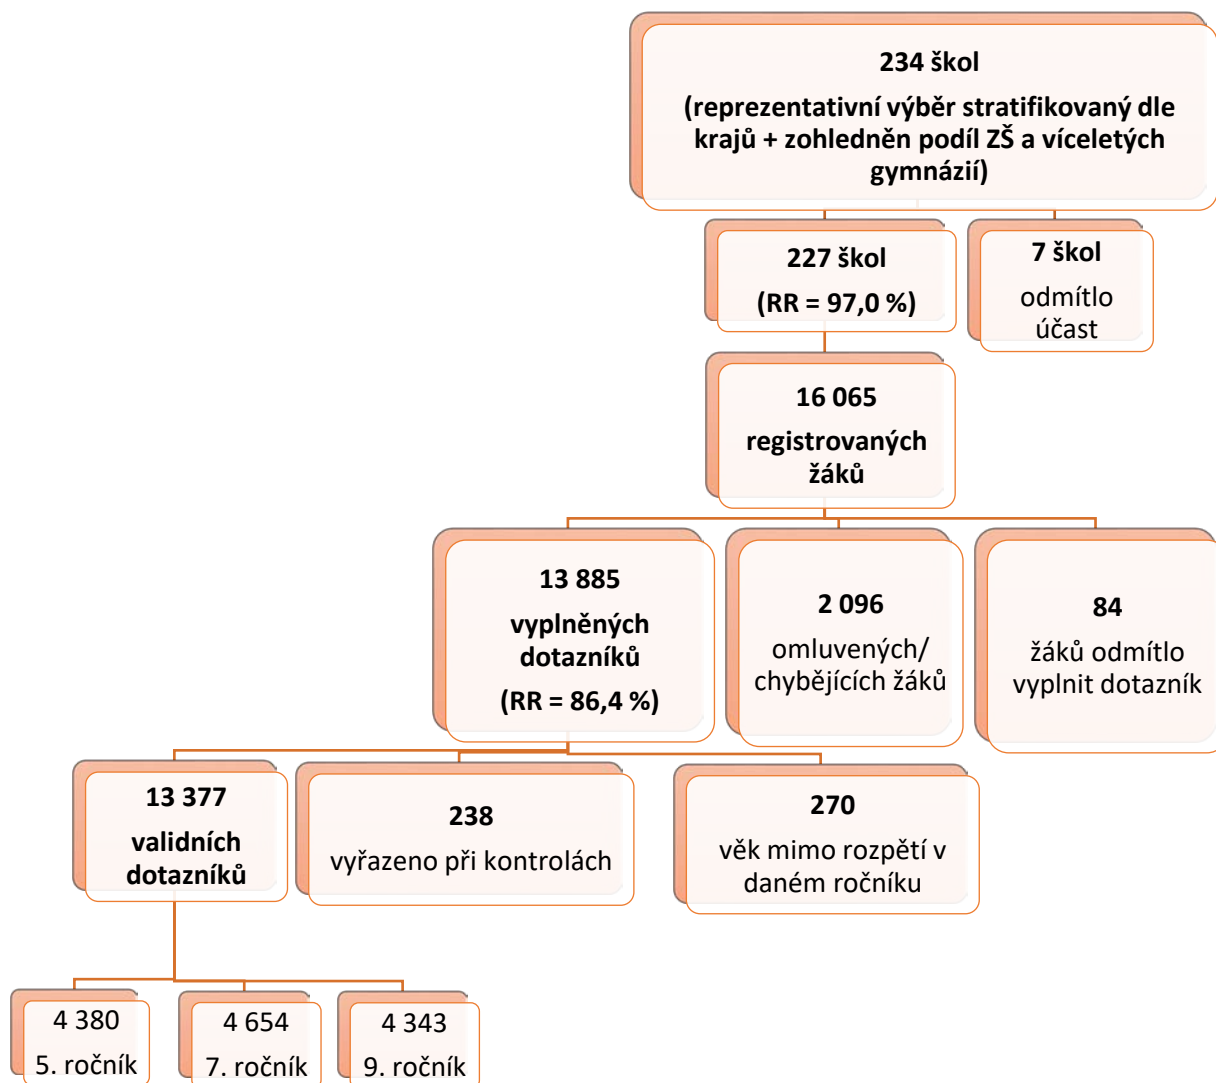 234 škol
(reprezentativní výběr stratifikovaný dle
krajů + zohledněn podíl ZŠ a víceletých
gymnázií)
227 škol
(RR = 97,0 %)
7 škol
odmítlo
účast
16 065
registrovaných
žáků
13 885
vyplněných
dotazníků
(RR = 86,4 %)
2 096
omluvených/
chybějících žáků
84
žáků odmítlo
vyplnit dotazník
13 377
validních
dotazníků
238
vyřazeno při kontrolách
270
věk mimo rozpětí v
daném ročníku
4 380
5. ročník
4 654
7. ročník
4 343
9. ročník